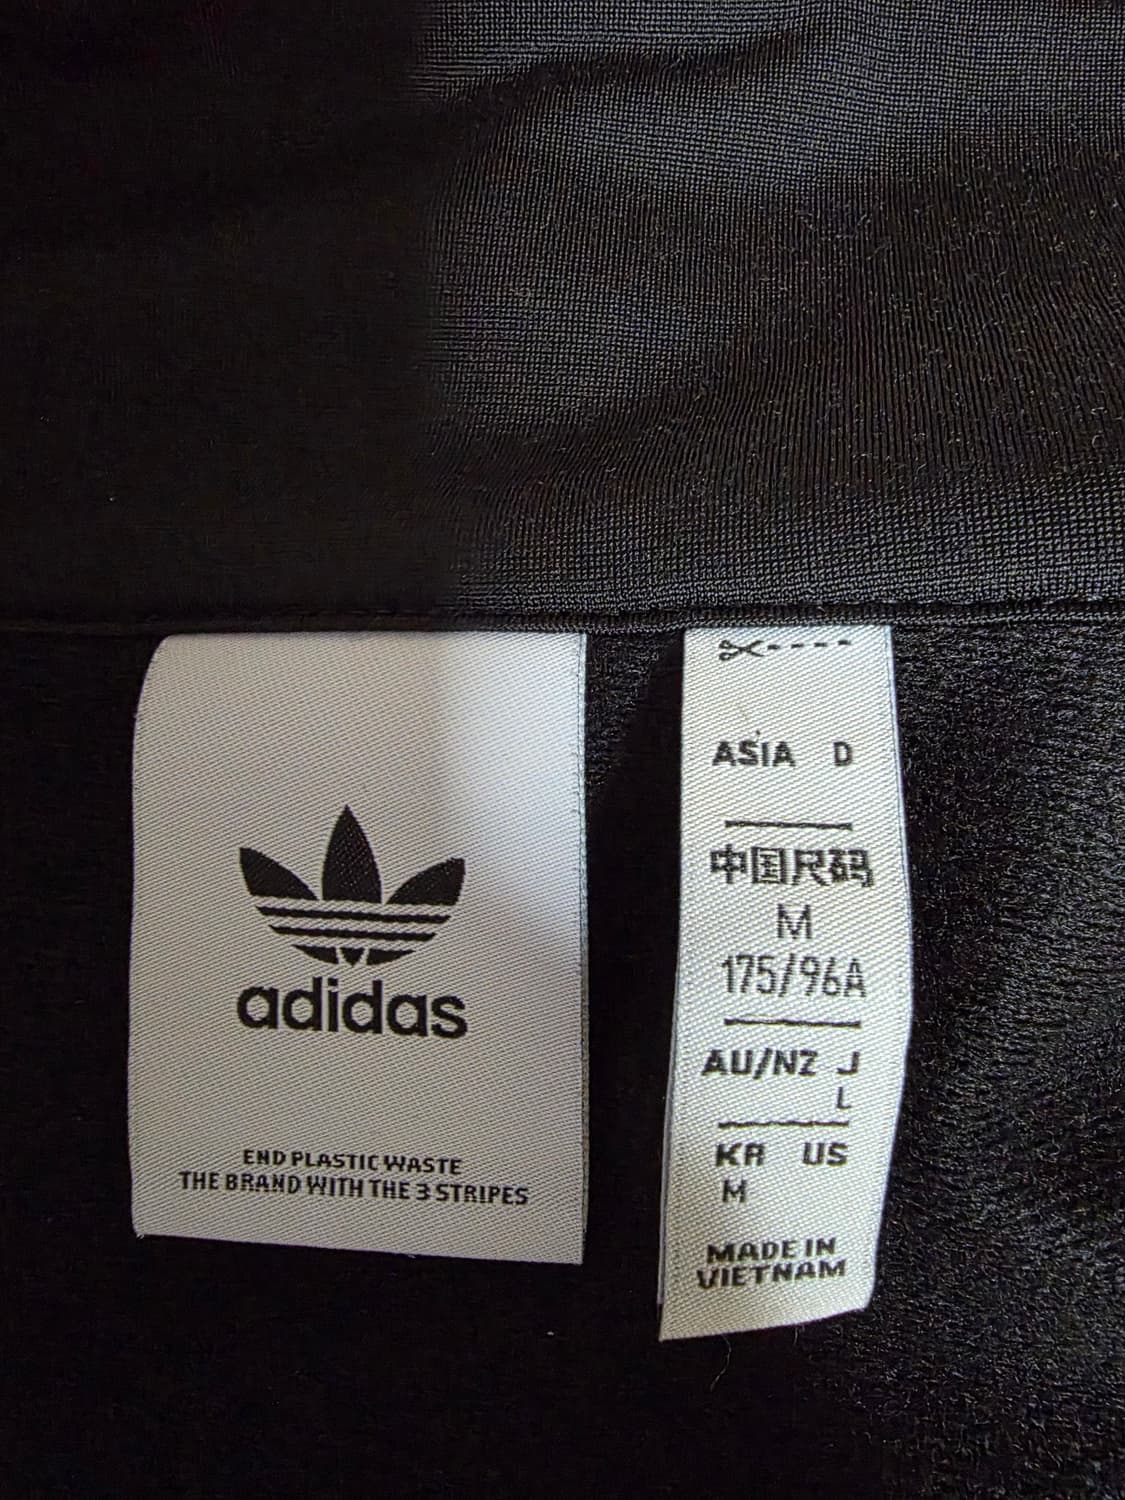 adidas
END PLASTIC WASTE
THE BRAND WITH THE 3 STRIPES
ASIA D
中国尺码
M
175/96A
AU/NZ J
L
KR US
M
MADE IN
VIETNAM